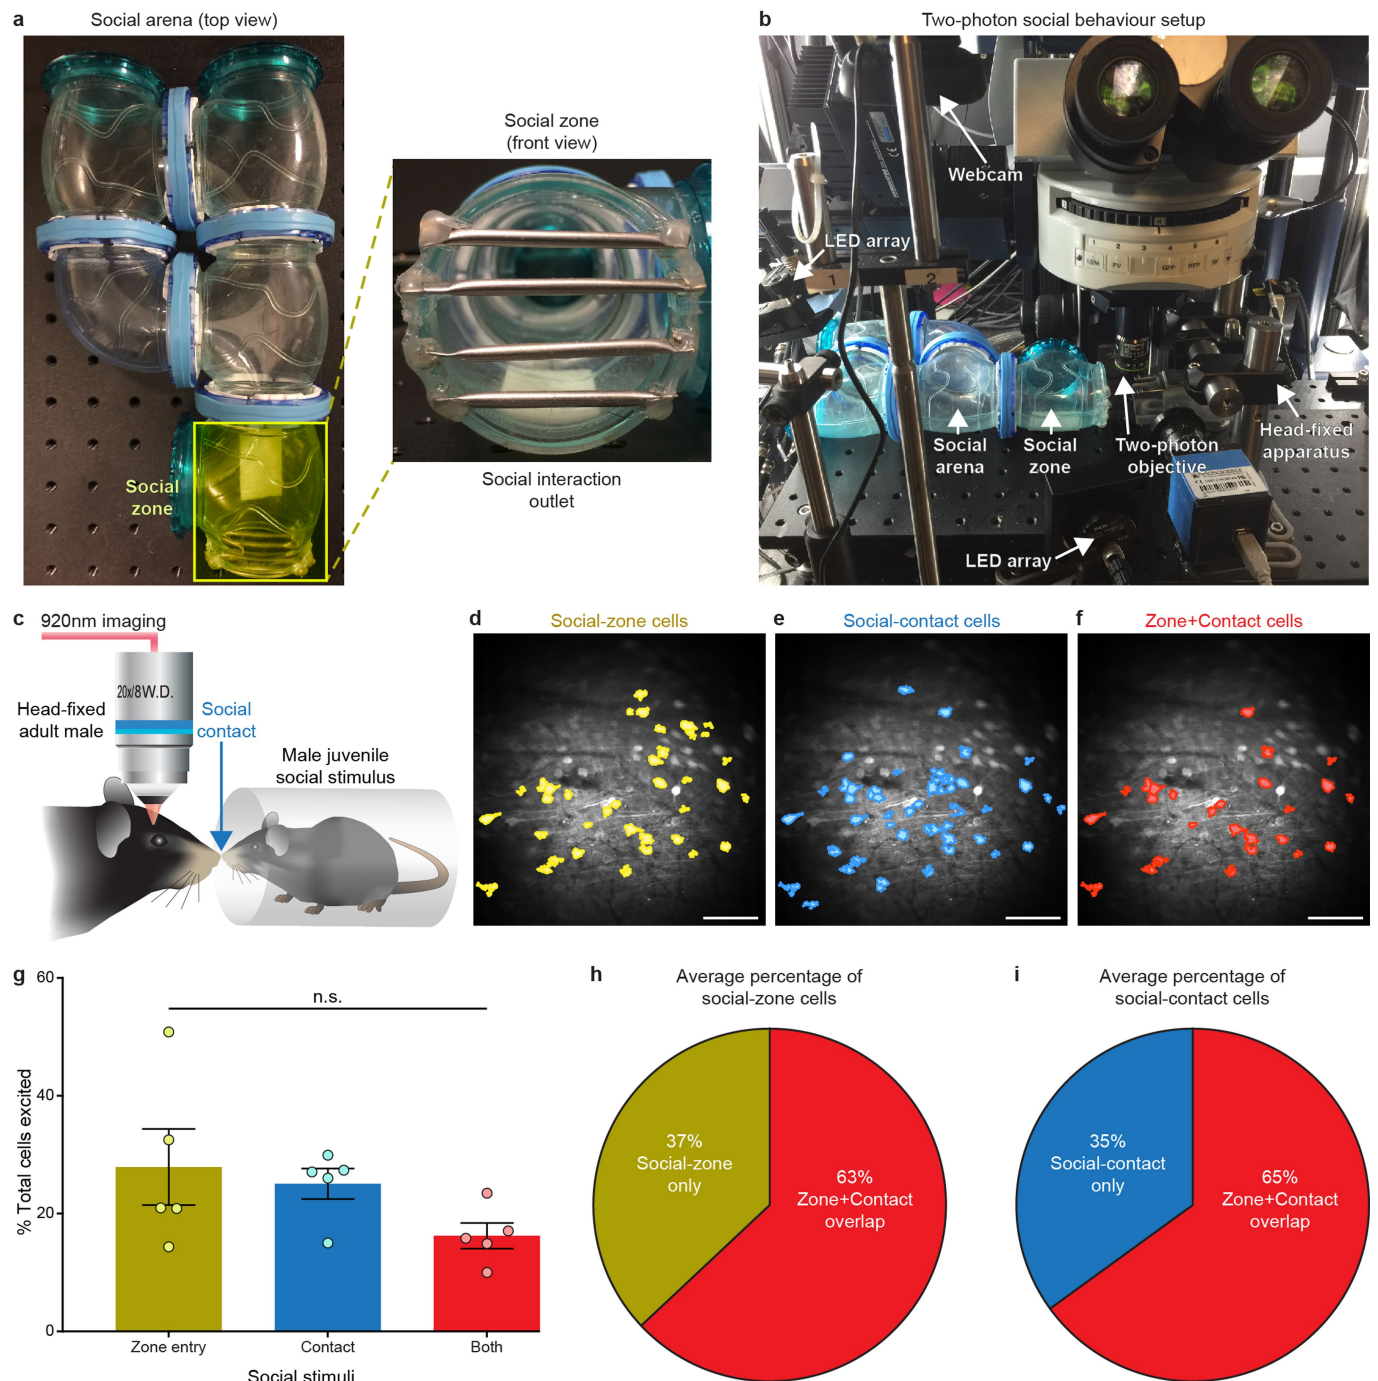 a
Social arena (top view)
Social zone
(front view)
Social
zone
Social interaction
outlet
b
Two-photon social behaviour setup
Webcam
LED array
1
2
Social
arena
Social
zone
Two-photon
objective
Head-fixed
apparatus
LED array
c
920nm imaging
20x/8W.D.
Head-fixed
adult male
Social
contact
Male juvenile
social stimulus
d
Social-zone cells
e
Social-contact cells
f
Zone+Contact cells
g
60
40
20
0
% Total cells excited
n.s.
Zone entry
Contact
Both
Social stimuli
h
Average percentage of
social-zone cells
37%
Social-zone
only
63%
Zone+Contact
overlap
i
Average percentage of
social-contact cells
35%
Social-contact
only
65%
Zone+Contact
overlap